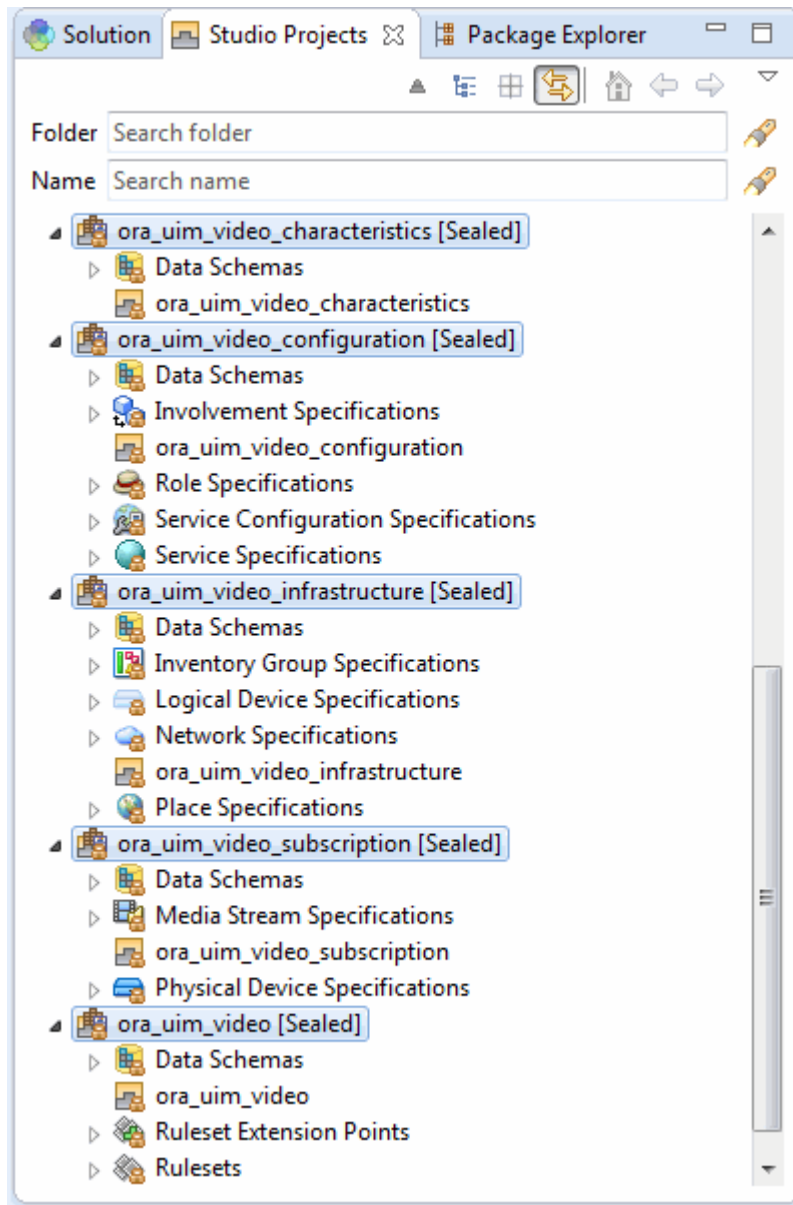 Solution Studio Projects Package Explorer
Folder Search folder
Name Search name
ora_uim_video_characteristics [Sealed]
Data Schemas
ora_uim_video_characteristics
ora_uim_video_configuration [Sealed]
Data Schemas
Involvement Specifications
ora_uim_video_configuration
Role Specifications
Service Configuration Specifications
Service Specifications
ora_uim_video_infrastructure [Sealed]
Data Schemas
Inventory Group Specifications
Logical Device Specifications
Network Specifications
ora_uim_video_infrastructure
Place Specifications
ora_uim_video_subscription [Sealed]
Data Schemas
Media Stream Specifications
ora_uim_video_subscription
Physical Device Specifications
ora_uim_video [Sealed]
Data Schemas
ora_uim_video
Ruleset Extension Points
Rulesets